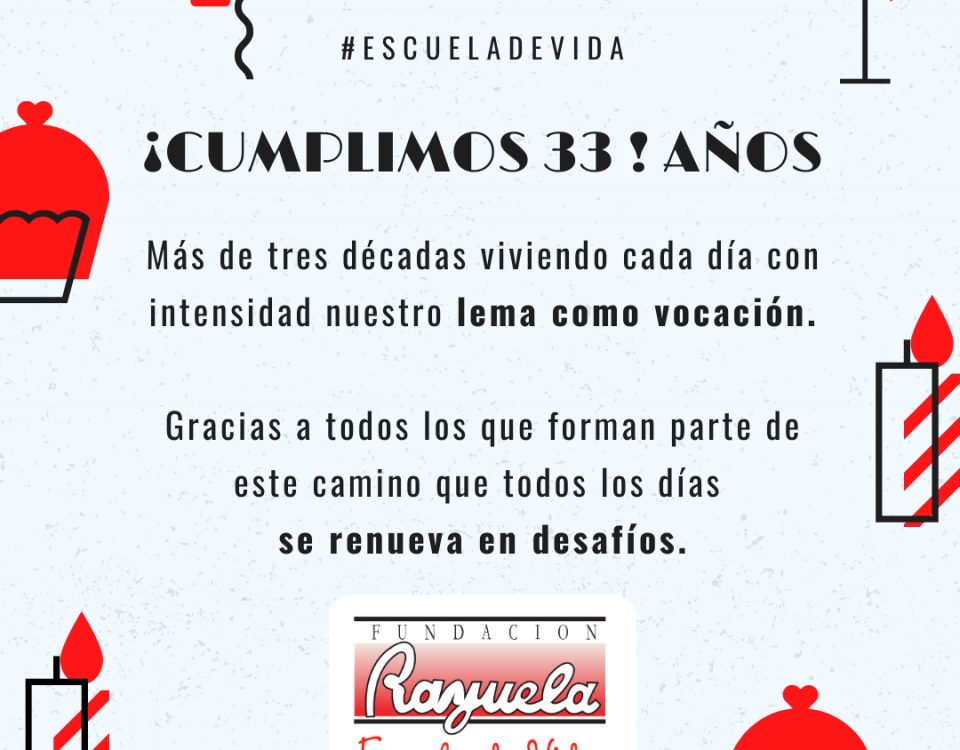 #ESCUELADEVIDA
¡CUMPLIMOS 33 ! AÑOS
Más de tres décadas viviendo cada día con
intensidad nuestro lema como vocación.
Gracias a todos los que forman parte de
este camino que todos los días
se renueva en desafíos.
FUNDACION
Rayuela